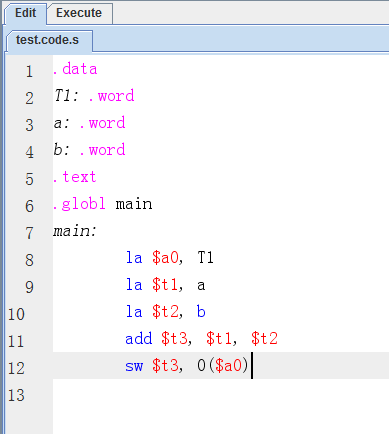 Edit Execute
test.code.s
1 .data
2 T1: .word
3 a: .word
4 b: .word
5 .text
6 .globl main
7 main:
8 la $a0, T1
9 la $t1, a
10 la $t2, b
11 add $t3, $t1, $t2
12 sw $t3, 0($a0)
13